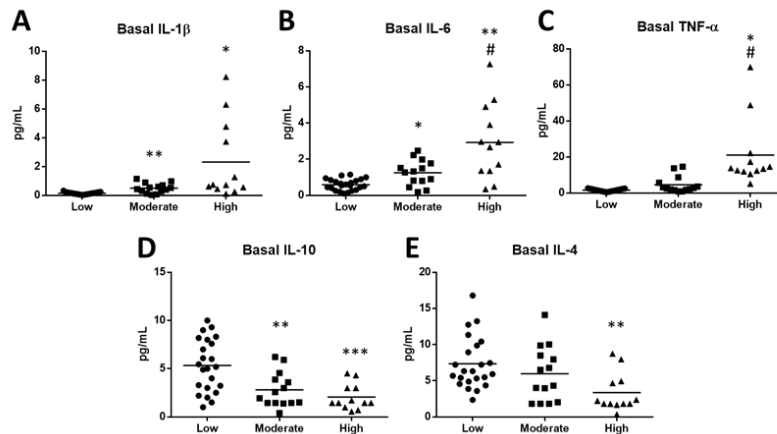 A
Basal IL-1β
10
8
6
4
2
0
pg/mL
*
**
Low
Moderate
High
B
Basal IL-6
8
6
4
2
0
pg/mL
**
#
*
Low
Moderate
High
C
Basal TNF-α
80
60
40
20
0
pg/mL
*
#
Low
Moderate
High
D
Basal IL-10
15
10
5
0
pg/mL
**
***
Low
Moderate
High
E
Basal IL-4
20
15
10
5
0
pg/mL
**
Low
Moderate
High